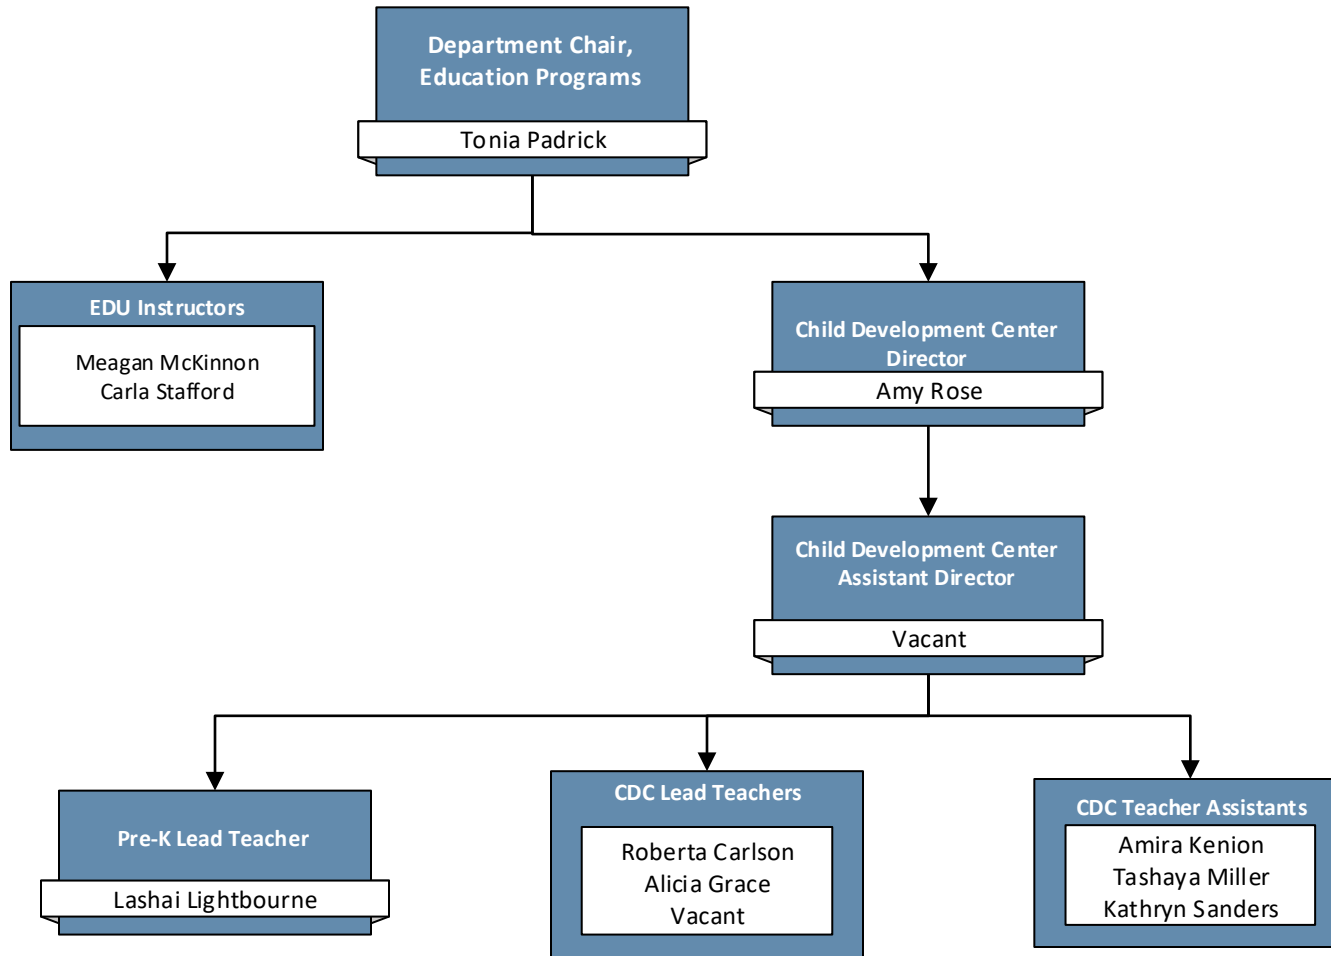 Department Chair,
Education Programs
Tonia Padrick
EDU Instructors
Meagan McKinnon
Carla Stafford
Child Development Center
Director
Amy Rose
Child Development Center
Assistant Director
Vacant
Pre-K Lead Teacher
Lashai Lightbourne
CDC Lead Teachers
Roberta Carlson
Alicia Grace
Vacant
CDC Teacher Assistants
Amira Kenion
Tashaya Miller
Kathryn Sanders